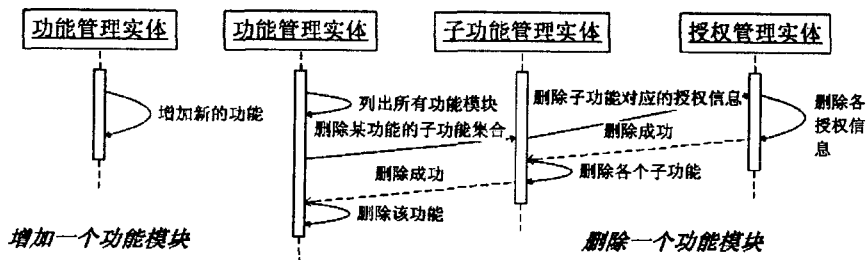 功能管理实体
功能管理实体
子功能管理实体
授权管理实体
增加新的功能
列出所有功能模块
删除某功能的子功能集合
删除子功能对应的授权信息
删除各
授权信
息
删除成功
删除成功
删除各个子功能
删除该功能
增加一个功能模块
删除一个功能模块